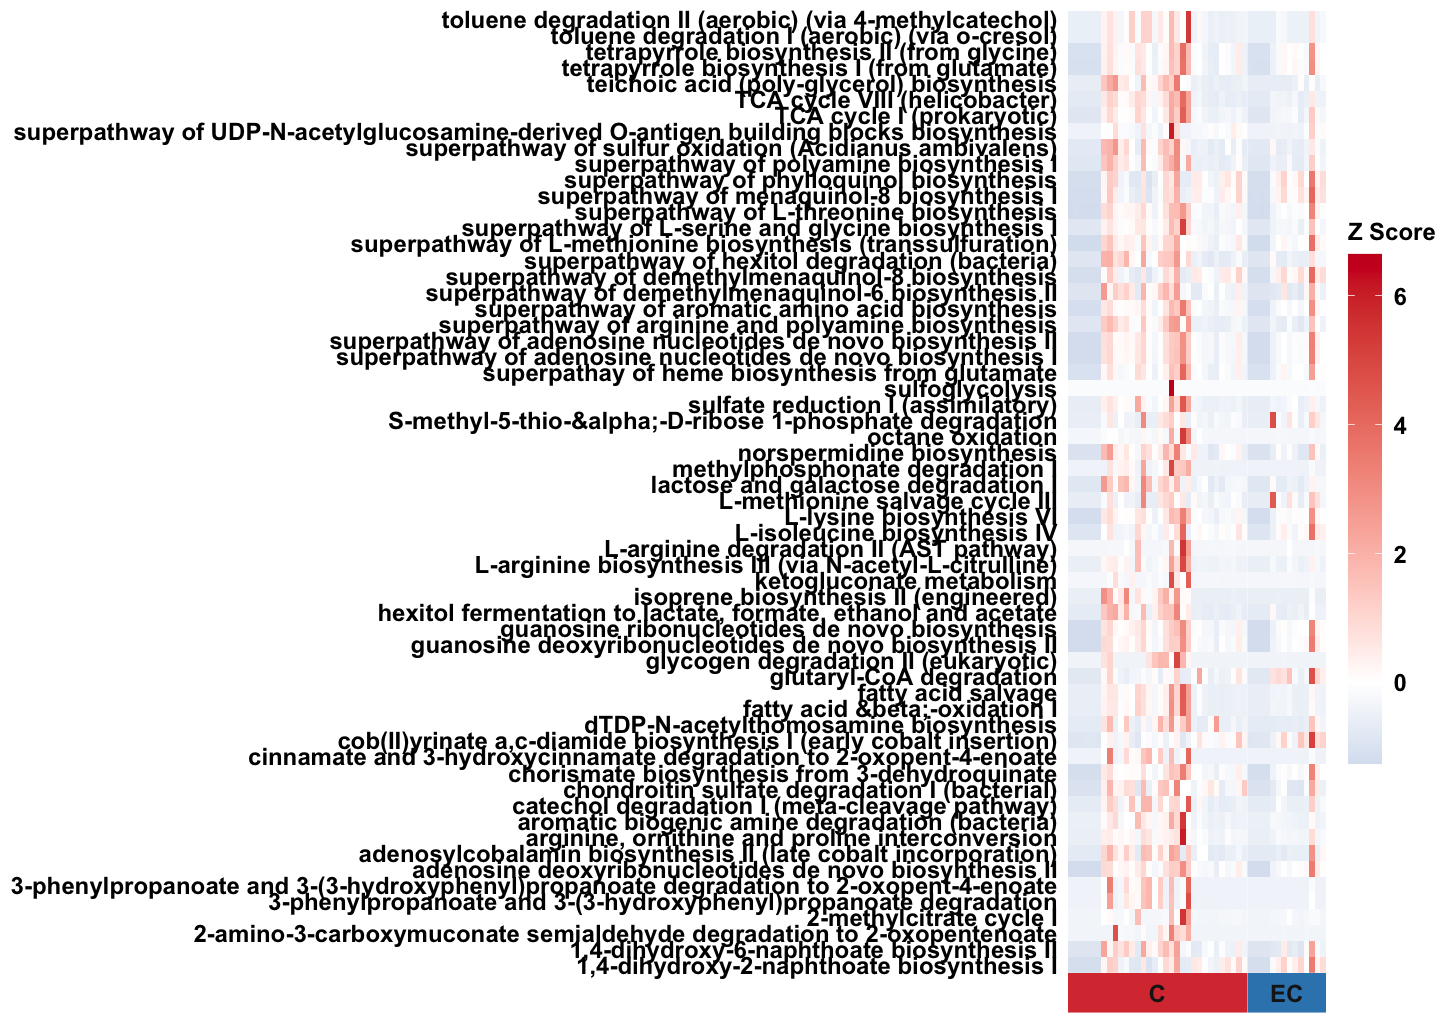 toluene degradation II (aerobic) (via 4-methylcatechol)
toluene degradation I (aerobic) (via o-cresol)
tetrapyrrole biosynthesis II (from glycine)
tetrapyrrole biosynthesis I (from glutamate)
teichoic acid (poly-glycerol) biosynthesis
TCA cycle VIII (helicobacter)
TCA cycle I (prokaryotic)
superpathway of UDP-N-acetylglucosamine-derived O-antigen building blocks biosynthesis
superpathway of sulfur oxidation (Acidianus ambivalens)
superpathway of polyamine biosynthesis I
superpathway of phylloquinol biosynthesis
superpathway of menaquinol-8 biosynthesis I
superpathway of L-threonine biosynthesis
superpathway of L-serine and glycine biosynthesis I
superpathway of L-methionine biosynthesis (transsulfuration)
superpathway of hexitol degradation (bacteria)
superpathway of demethylmenaquinol-8 biosynthesis
superpathway of demethylmenaquinol-6 biosynthesis II
superpathway of aromatic amino acid biosynthesis
superpathway of arginine and polyamine biosynthesis
superpathway of adenosine nucleotides de novo biosynthesis II
superpathway of adenosine nucleotides de novo biosynthesis I
superpathay of heme biosynthesis from glutamate
sulfoglycolysis
sulfate reduction I (assimilatory)
S-methyl-5-thio-&alpha;-D-ribose 1-phosphate degradation
octane oxidation
norspermidine biosynthesis
methylphosphonate degradation I
lactose and galactose degradation I
L-methionine salvage cycle III
L-lysine biosynthesis VI
L-isoleucine biosynthesis IV
L-arginine degradation II (AST pathway)
L-arginine biosynthesis III (via N-acetyl-L-citrulline)
ketogluconate metabolism
isoprene biosynthesis II (engineered)
hexitol fermentation to lactate, formate, ethanol and acetate
guanosine ribonucleotides de novo biosynthesis
guanosine deoxyribonucleotides de novo biosynthesis II
glycogen degradation II (eukaryotic)
glutaryl-CoA degradation
fatty acid salvage
fatty acid &beta;-oxidation I
dTDP-N-acetylthomosamine biosynthesis
cob(II)yrinate a,c-diamide biosynthesis I (early cobalt insertion)
cinnamate and 3-hydroxycinnamate degradation to 2-oxopent-4-enoate
chorismate biosynthesis from 3-dehydroquinate
chondroitin sulfate degradation I (bacterial)
catechol degradation I (meta-cleavage pathway)
aromatic biogenic amine degradation (bacteria)
arginine, ornithine and proline interconversion
adenosylcobalamin biosynthesis II (late cobalt incorporation)
adenosine deoxyribonucleotides de novo biosynthesis II
3-phenylpropanoate and 3-(3-hydroxyphenyl)propanoate degradation to 2-oxopent-4-enoate
3-phenylpropanoate and 3-(3-hydroxyphenyl)propanoate degradation
2-methylcitrate cycle I
2-amino-3-carboxymuconate semialdehyde degradation to 2-oxopentenoate
1,4-dihydroxy-6-naphthoate biosynthesis II
1,4-dihydroxy-2-naphthoate biosynthesis I
C
EC
Z Score
6
4
2
0